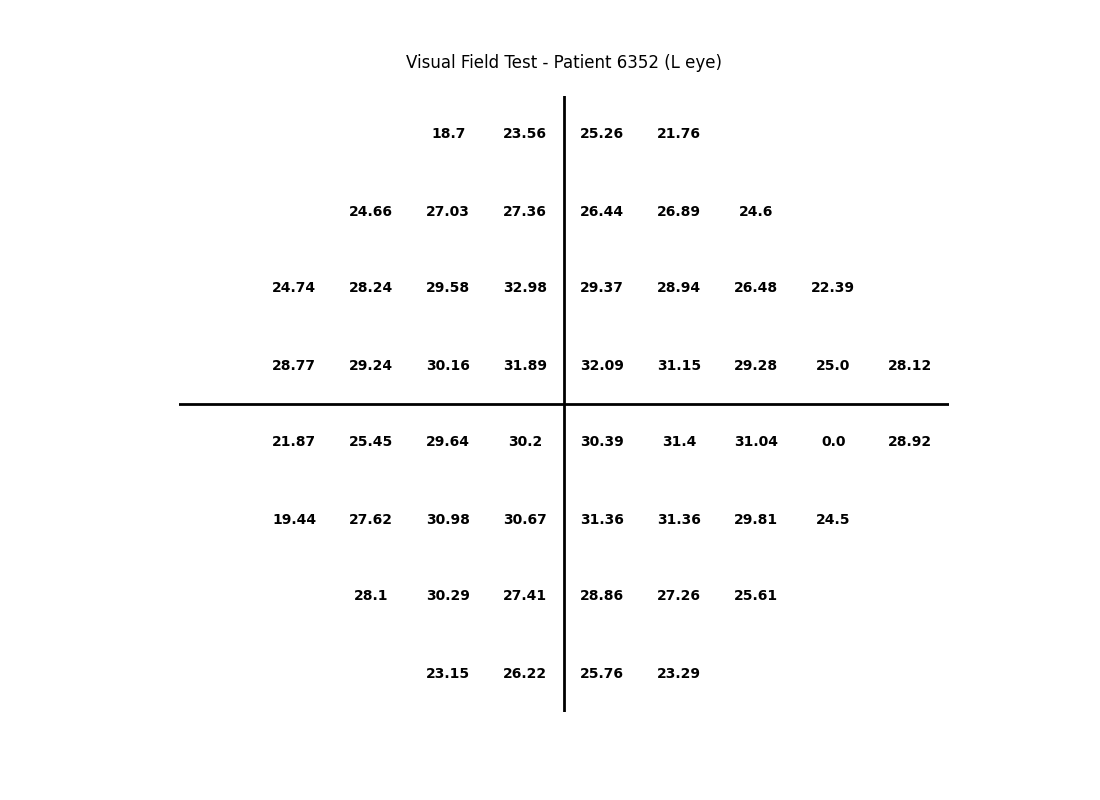 Visual Field Test - Patient 6352 (L eye)
18.7 23.56 25.26 21.76
24.66 27.03 27.36 26.44 26.89 24.6
24.74 28.24 29.58 32.98 29.37 28.94 26.48 22.39
28.77 29.24 30.16 31.89 32.09 31.15 29.28 25.0 28.12
21.87 25.45 29.64 30.2 30.39 31.4 31.04 0.0 28.92
19.44 27.62 30.98 30.67 31.36 31.36 29.81 24.5
28.1 30.29 27.41 28.86 27.26 25.61
23.15 26.22 25.76 23.29